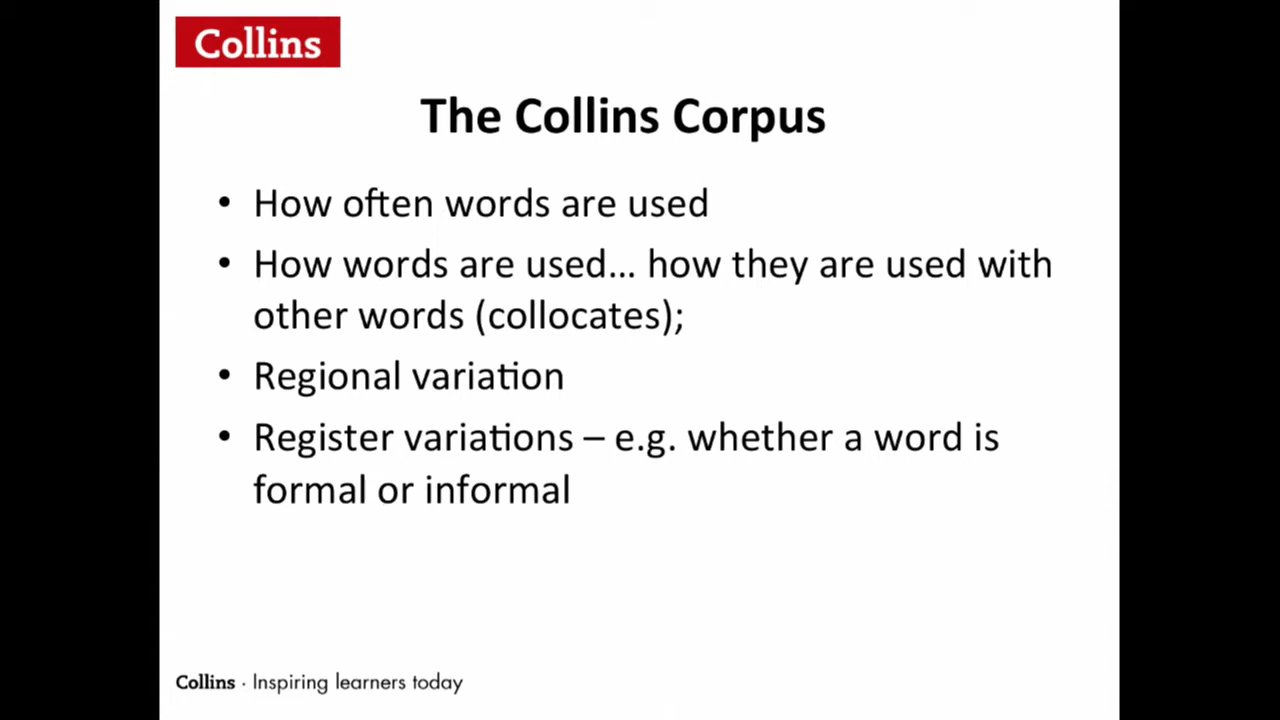 Collins
The Collins Corpus
• How often words are used
• How words are used... how they are used with
other words (collocates);
• Regional variation
• Register variations – e.g. whether a word is
formal or informal
Collins · Inspiring learners today